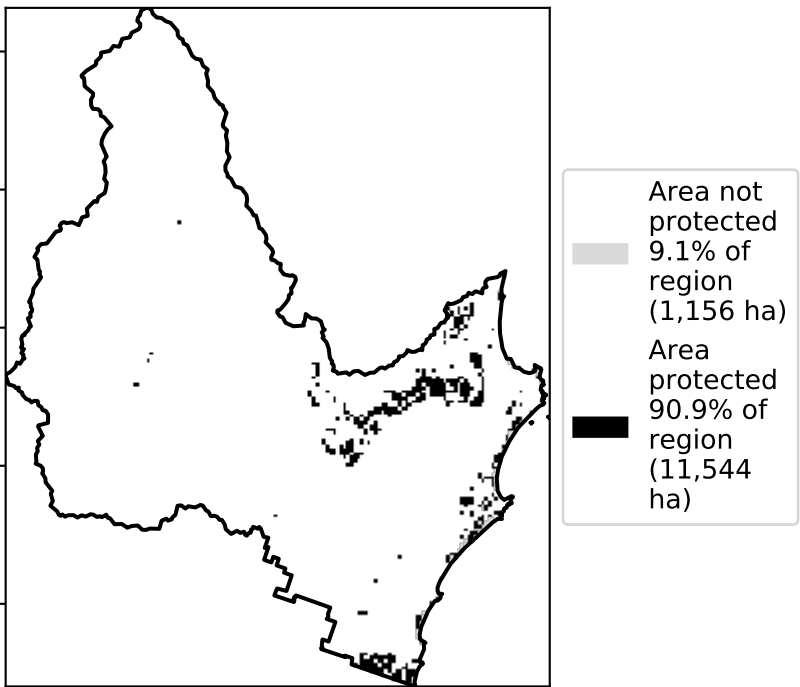 Area not
protected
9.1% of
region
(1,156 ha)
Area
protected
90.9% of
region
(11,544
ha)